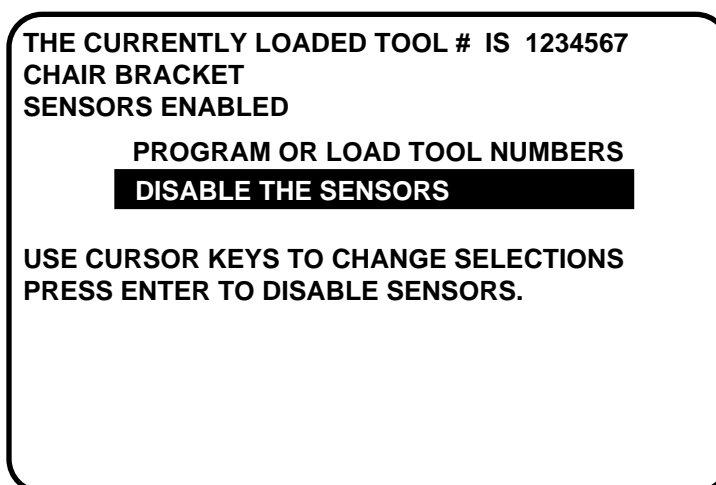 THE CURRENTLY LOADED TOOL # IS 1234567
CHAIR BRACKET
SENSORS ENABLED
PROGRAM OR LOAD TOOL NUMBERS
DISABLE THE SENSORS
USE CURSOR KEYS TO CHANGE SELECTIONS
PRESS ENTER TO DISABLE SENSORS.